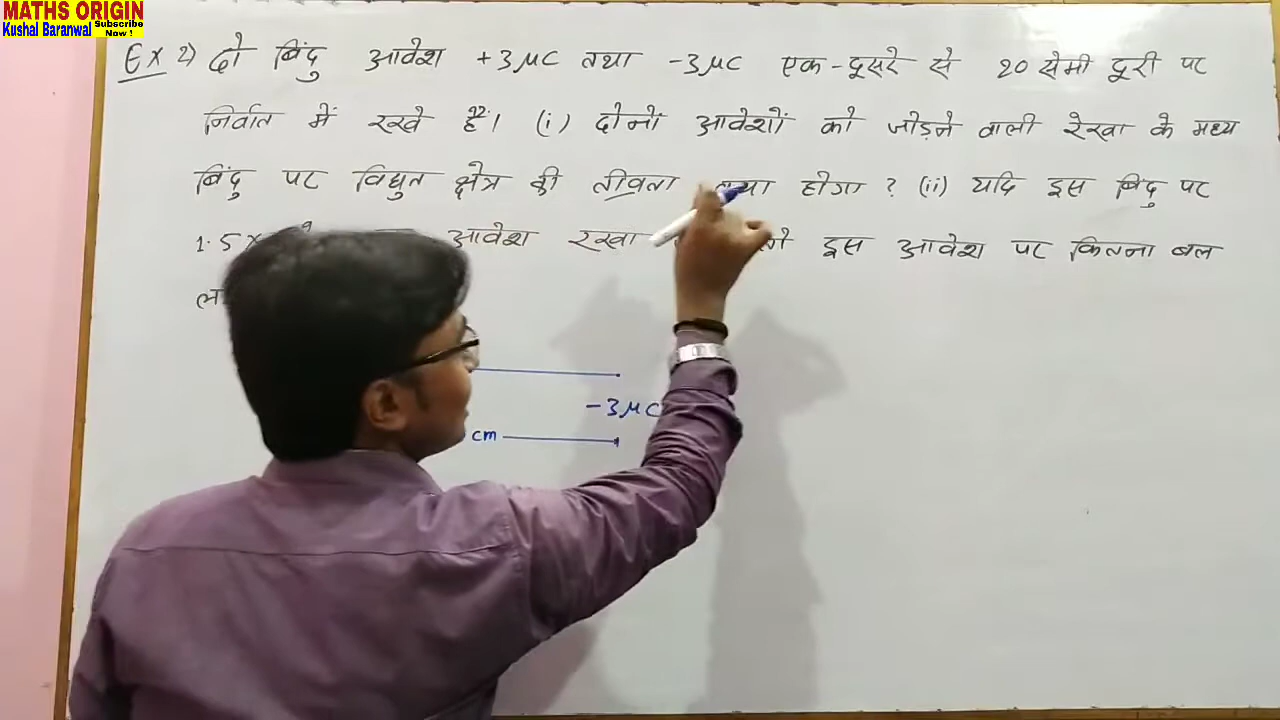 MATHS ORIGIN
Kushal Baranwal Subscribe Now !
Ex 2) दो बिंदु आवेश +3μC तथा -3μC एक-दूसरे से 20 सेमी दूरी पर
निर्वात में रखे हैं। (i) दोनों आवेशों को जोड़ने वाली रेखा के मध्य
बिंदु पर विद्युत क्षेत्र की तीव्रता क्या होगा ? (ii) यदि इस बिंदु पर
1.5× आवेश रखा इस आवेश पर कितना बल
-3μC
cm